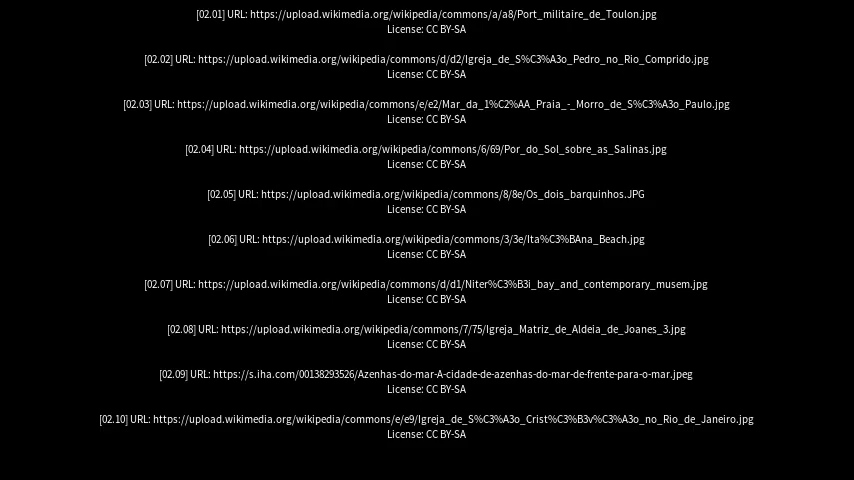 [02.01] URL: https://upload.wikimedia.org/wikipedia/commons/a/a8/Port_militaire_de_Toulon.jpg
License: CC BY-SA
[02.02] URL: https://upload.wikimedia.org/wikipedia/commons/d/d2/Igreja_de_S%C3%A3o_Pedro_no_Rio_Comprido.jpg
License: CC BY-SA
[02.03] URL: https://upload.wikimedia.org/wikipedia/commons/e/e2/Mar_da_1%C2%AA_Praia_-_Morro_de_S%C3%A3o_Paulo.jpg
License: CC BY-SA
[02.04] URL: https://upload.wikimedia.org/wikipedia/commons/6/69/Por_do_Sol_sobre_as_Salinas.jpg
License: CC BY-SA
[02.05] URL: https://upload.wikimedia.org/wikipedia/commons/8/8e/Os_dois_barquinhos.JPG
License: CC BY-SA
[02.06] URL: https://upload.wikimedia.org/wikipedia/commons/3/3e/Ita%C3%BAna_Beach.jpg
License: CC BY-SA
[02.07] URL: https://upload.wikimedia.org/wikipedia/commons/d/d1/Niter%C3%B3i_bay_and_contemporary_musem.jpg
License: CC BY-SA
[02.08] URL: https://upload.wikimedia.org/wikipedia/commons/7/75/Igreja_Matriz_de_Aldeia_de_Joanes_3.jpg
License: CC BY-SA
[02.09] URL: https://s.iha.com/00138293526/Azenhas-do-mar-A-cidade-de-azenhas-do-mar-de-frente-para-o-mar.jpeg
License: CC BY-SA
[02.10] URL: https://upload.wikimedia.org/wikipedia/commons/e/e9/Igreja_de_S%C3%A3o_Crist%C3%B3v%C3%A3o_no_Rio_de_Janeiro.jpg
License: CC BY-SA